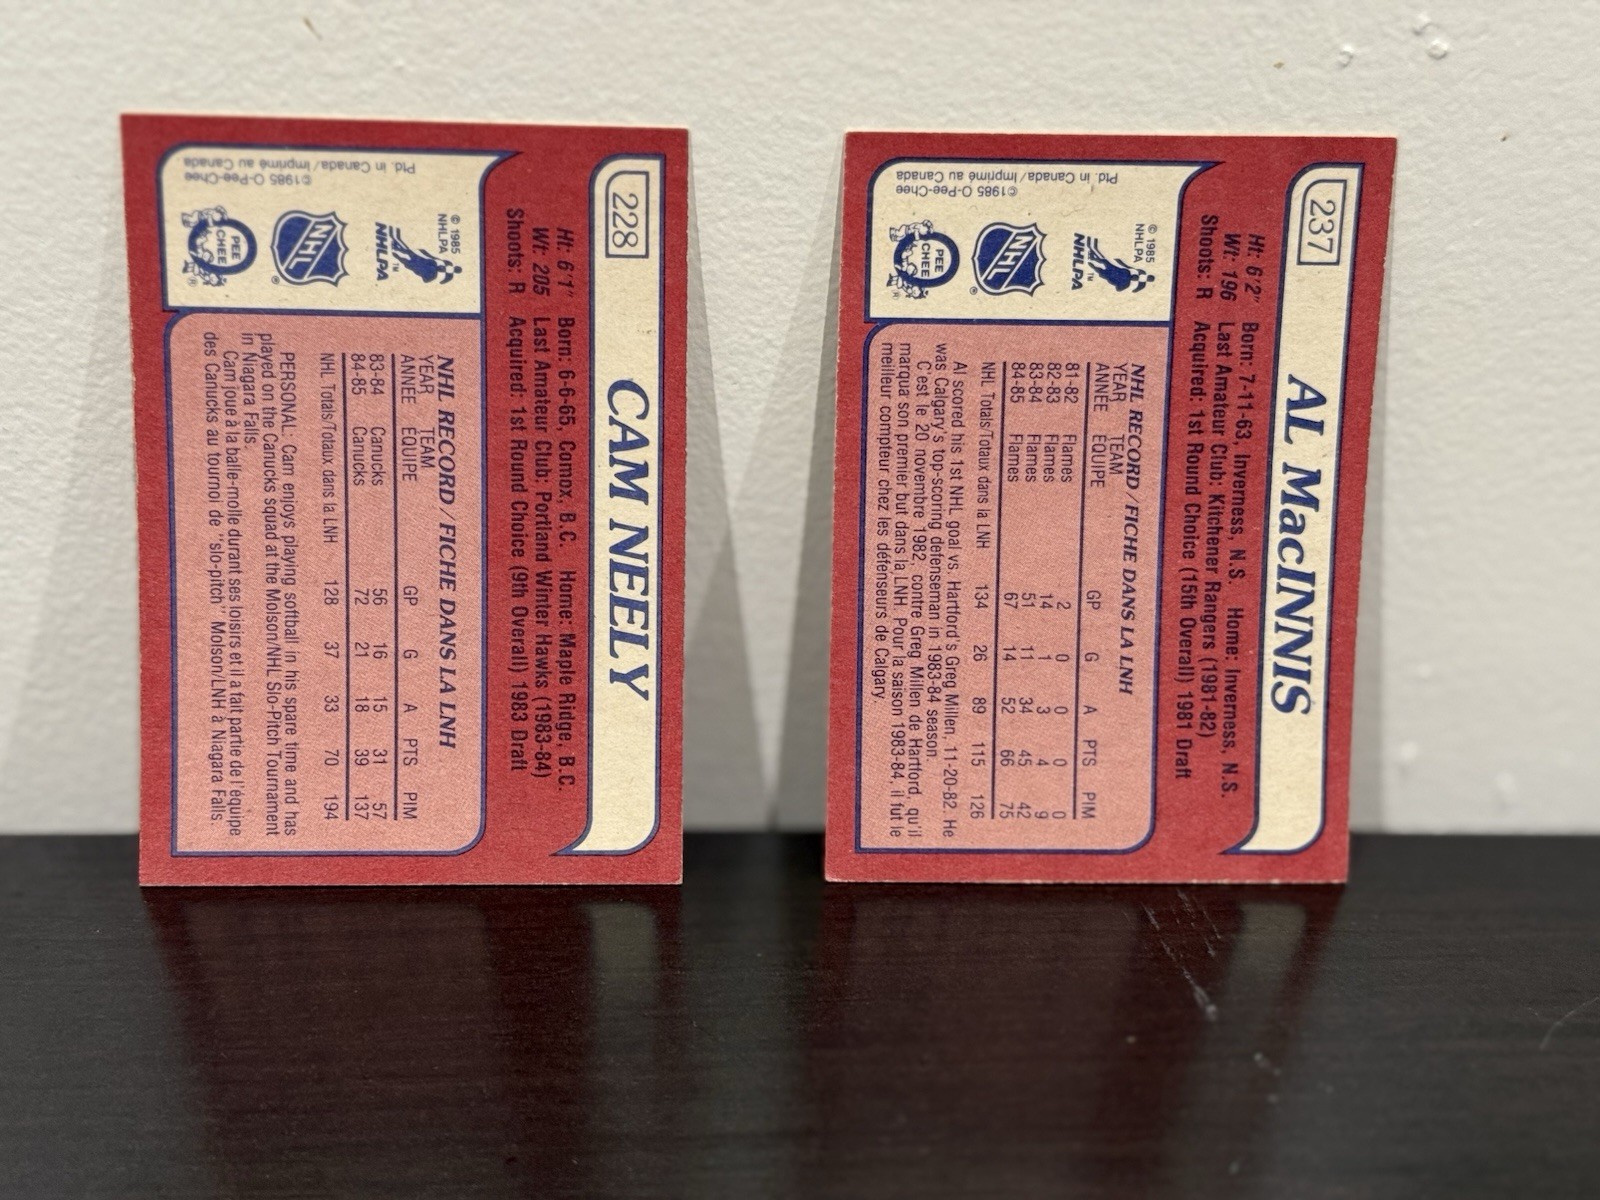 228
CAM NEELY
Ht: 6'1" Born: 6-6-65, Comox, B.C. Home: Maple Ridge, B.C.
Wt: 205 Last Amateur Club: Portland Winter Hawks (1983-84)
Shoots: R Acquired: 1st Round Choice (9th Overall) 1983 Draft
© 1985
NHLPA
NHLPA
TM
NHL
®
PEE
CHEE
®
©1985 O-Pee-Chee
Ptd. in Canada/Imprimé au Canada
NHL RECORD/FICHE DANS LA LNH
YEAR TEAM
ANNÉE ÉQUIPE GP G A PTS PIM
83-84 Canucks 56 16 15 31 57
84-85 Canucks 72 21 18 39 137
NHL Totals/Totaux dans la LNH 128 37 33 70 194
PERSONAL: Cam enjoys playing softball in his spare time and has
played on the Canucks squad at the Molson/NHL Slo-Pitch Tournament
in Niagara Falls.
Cam joue à la balle-molle durant ses loisirs et il a fait partie de l'équipe
des Canucks au tournoi de "slo-pitch" Molson/LNH à Niagara Falls.
237
AL MacINNIS
Ht: 6'2" Born: 7-11-63, Inverness, N.S. Home: Inverness, N.S.
Wt: 196 Last Amateur Club: Kitchener Rangers (1981-82)
Shoots: R Acquired: 1st Round Choice (15th Overall) 1981 Draft
© 1985
NHLPA
NHLPA
TM
NHL
®
PEE
CHEE
®
©1985 O-Pee-Chee
Ptd. in Canada/Imprimé au Canada
NHL RECORD/FICHE DANS LA LNH
YEAR TEAM
ANNÉE ÉQUIPE GP G A PTS PIM
81-82 Flames 2 0 0 0 0
82-83 Flames 14 1 3 4 9
83-84 Flames 51 11 34 45 42
84-85 Flames 67 14 52 66 75
NHL Totals/Totaux dans la LNH 134 26 89 115 126
Al scored his 1st NHL goal vs. Hartford's Greg Millen, 11-20-82. He
was Calgary's top-scoring defenseman in 1983-84 season.
C'est le 20 novembre 1982, contre Greg Millen de Hartford, qu'il
marqua son premier but dans la LNH. Pour la saison 1983-84, il fut le
meilleur compteur chez les défenseurs de Calgary.